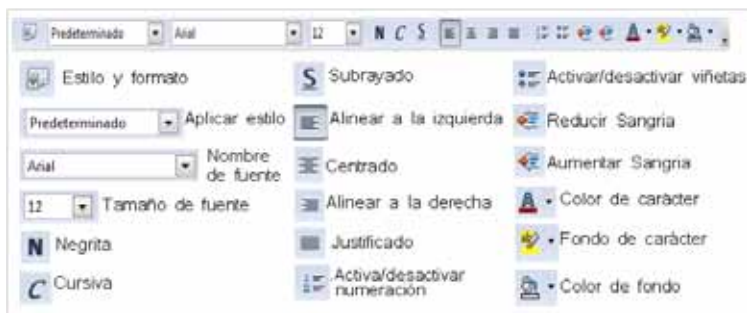 Predeterminado Arial 12 N C S A
Estilo y formato
Predeterminado Aplicar estilo
Arial Nombre
de fuente
12 Tamaño de fuente
N Negrita
C Cursiva
S Subrayado
Alinear a la izquierda
Centrado
Alinear a la derecha
Justificado
Activa/desactivar
numeración
Activar/desactivar viñetas
Reducir Sangria
Aumentar Sangria
A Color de carácter
Fondo de carácter
Color de fondo